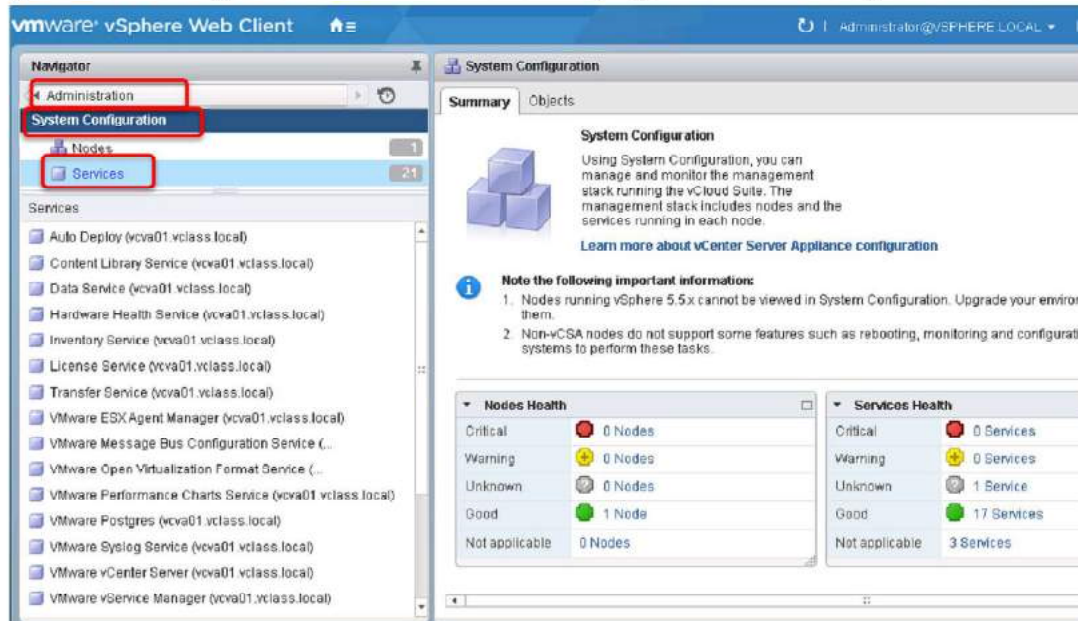 vmware® vSphere Web Client
Administrator@VSPHERE.LOCAL
Navigator
Administration
System Configuration
Nodes 1
Services 21
Services
Auto Deploy (vcva01.vclass.local)
Content Library Service (vcva01.vclass.local)
Data Service (vcva01.vclass.local)
Hardware Health Service (vcva01.vclass.local)
Inventory Service (vcva01.vclass.local)
License Service (vcva01.vclass.local)
Transfer Service (vcva01.vclass.local)
VMware ESX Agent Manager (vcva01.vclass.local)
VMware Message Bus Configuration Service (...
VMware Open Virtualization Format Service (...
VMware Performance Charts Service (vcva01.vclass.local)
VMware Postgres (vcva01.vclass.local)
VMware Syslog Service (vcva01.vclass.local)
VMware vCenter Server (vcva01.vclass.local)
VMware vService Manager (vcva01.vclass.local)
System Configuration
Summary Objects
System Configuration
Using System Configuration, you can
manage and monitor the management
stack running the vCloud Suite. The
management stack includes nodes and the
services running in each node.
Learn more about vCenter Server Appliance configuration
Note the following important information:
1. Nodes running vSphere 5.5.x cannot be viewed in System Configuration. Upgrade your environ
them.
2. Non-vCSA nodes do not support some features such as rebooting, monitoring and configurati
systems to perform these tasks.
Nodes Health
Critical 0 Nodes
Warning 0 Nodes
Unknown 0 Nodes
Good 1 Node
Not applicable 0 Nodes
Services Health
Critical 0 Services
Warning 0 Services
Unknown 1 Service
Good 17 Services
Not applicable 3 Services